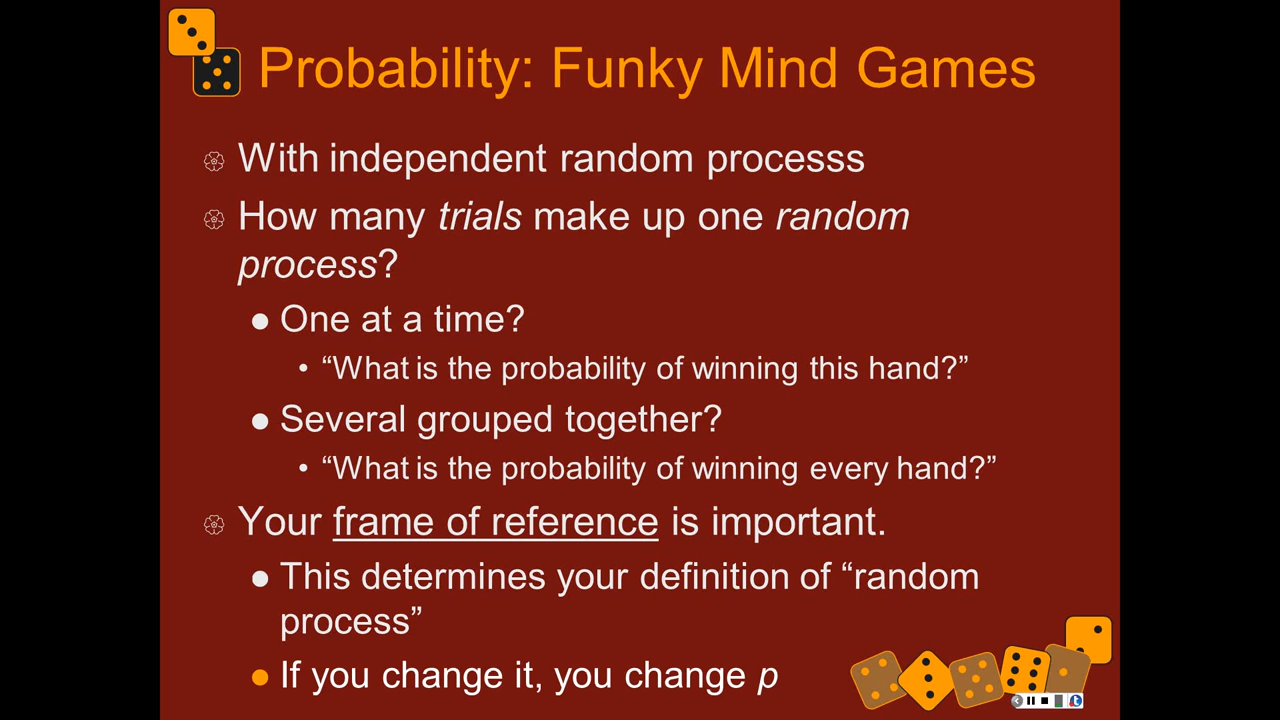 Probability: Funky Mind Games
With independent random processs
How many trials make up one random
process?
One at a time?
“What is the probability of winning this hand?”
Several grouped together?
“What is the probability of winning every hand?”
Your frame of reference is important.
This determines your definition of “random
process”
If you change it, you change p